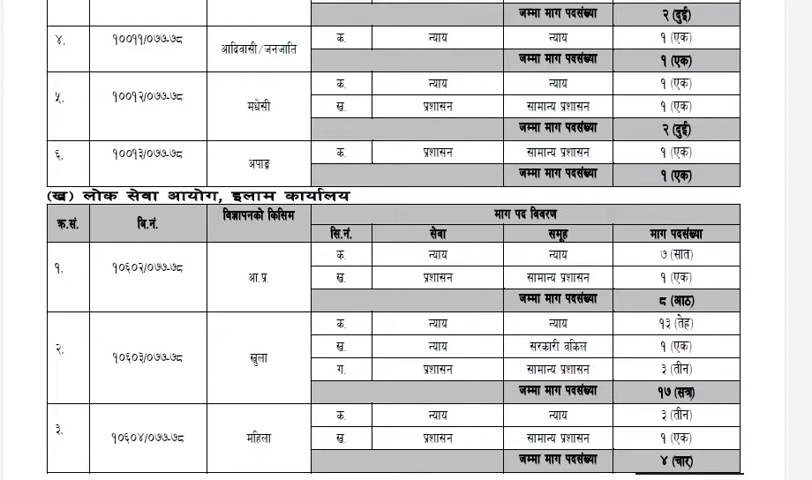 जम्मा माग पदसंख्या २ (दुई)
४. १००११/०७७-७८ आदिवासी/जनजाति क. न्याय न्याय १ (एक)
जम्मा माग पदसंख्या १ (एक)
५. १००१२/०७७-७८ मधेसी क. न्याय न्याय १ (एक)
ख. प्रशासन सामान्य प्रशासन १ (एक)
जम्मा माग पदसंख्या २ (दुई)
६. १००१३/०७७-७८ अपाङ्ग क. प्रशासन सामान्य प्रशासन १ (एक)
जम्मा माग पदसंख्या १ (एक)
(ख) लोक सेवा आयोग, इलाम कार्यालय
क्र.सं. वि.नं. विज्ञापनको किसिम माग पद विवरण
सि.नं. सेवा समूह माग पदसंख्या
१. १०६०२/०७७-७८ आ.प्र. क. न्याय न्याय ७ (सात)
ख. प्रशासन सामान्य प्रशासन १ (एक)
जम्मा माग पदसंख्या ८ (आठ)
२. १०६०३/०७७-७८ खुला क. न्याय न्याय १३ (तेह्र)
ख. न्याय सरकारी वकिल १ (एक)
ग. प्रशासन सामान्य प्रशासन ३ (तीन)
जम्मा माग पदसंख्या १७ (सत्र)
३. १०६०४/०७७-७८ महिला क. न्याय न्याय ३ (तीन)
ख. प्रशासन सामान्य प्रशासन १ (एक)
जम्मा माग पदसंख्या ४ (चार)